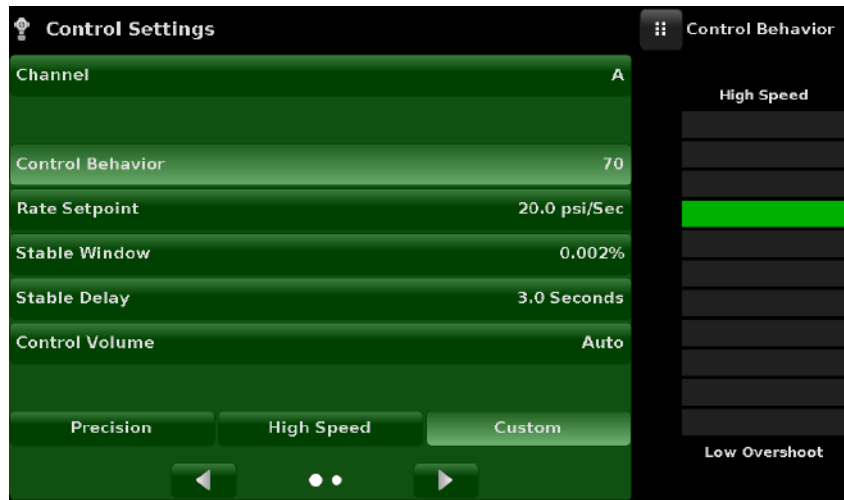 Control Settings
Channel A
Control Behavior 70
Rate Setpoint 20.0 psi/Sec
Stable Window 0.002%
Stable Delay 3.0 Seconds
Control Volume Auto
Precision High Speed Custom
Control Behavior
High Speed
Low Overshoot